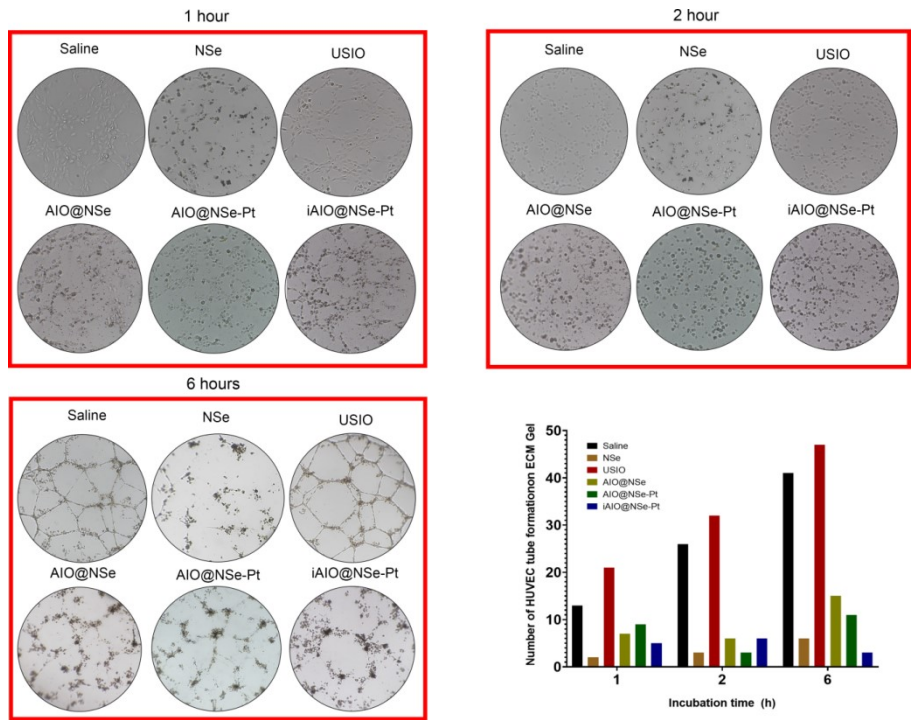 1 hour
Saline NSe USIO
AIO@NSe AIO@NSe-Pt iAIO@NSe-Pt
2 hour
Saline NSe USIO
AIO@NSe AIO@NSe-Pt iAIO@NSe-Pt
6 hours
Saline NSe USIO
AIO@NSe AIO@NSe-Pt iAIO@NSe-Pt
Number of HUVEC tube formationon ECM Gel
50
40
30
20
10
0
Saline
NSe
USIO
AIO@NSe
AIO@NSe-Pt
iAIO@NSe-Pt
1 2 6
Incubation time (h)